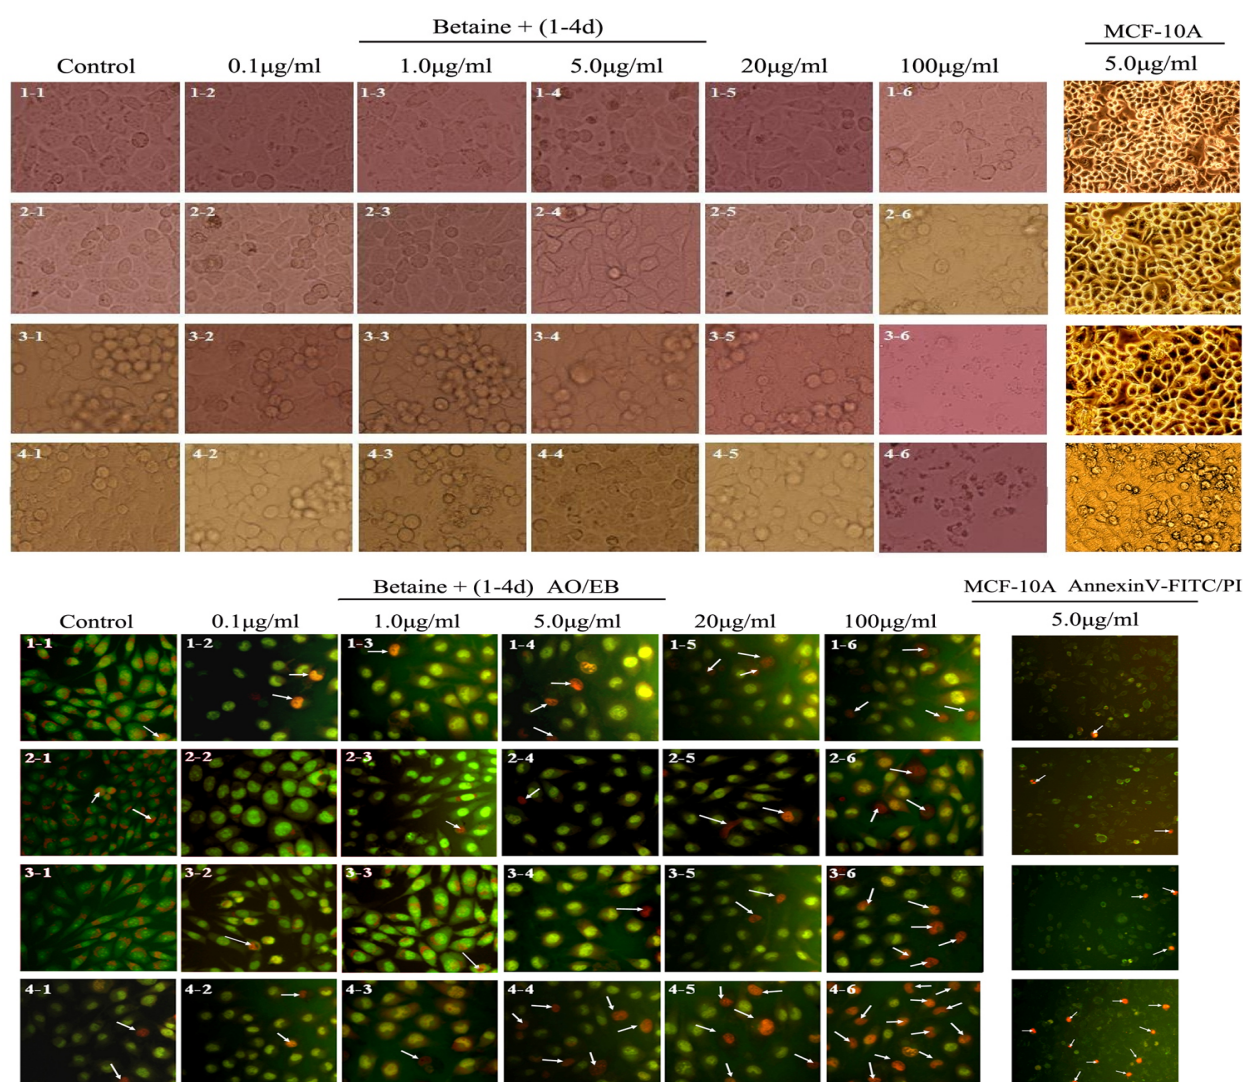 Betaine + (1-4d)
MCF-10A
Control 0.1μg/ml 1.0μg/ml 5.0μg/ml 20μg/ml 100μg/ml 5.0μg/ml
1-1 1-2 1-3 1-4 1-5 1-6
2-1 2-2 2-3 2-4 2-5 2-6
3-1 3-2 3-3 3-4 3-5 3-6
4-1 4-2 4-3 4-4 4-5 4-6
Betaine + (1-4d) AO/EB MCF-10A AnnexinV-FITC/PI
Control 0.1μg/ml 1.0μg/ml 5.0μg/ml 20μg/ml 100μg/ml 5.0μg/ml
1-1 1-2 1-3 1-4 1-5 1-6
2-1 2-2 2-3 2-4 2-5 2-6
3-1 3-2 3-3 3-4 3-5 3-6
4-1 4-2 4-3 4-4 4-5 4-6